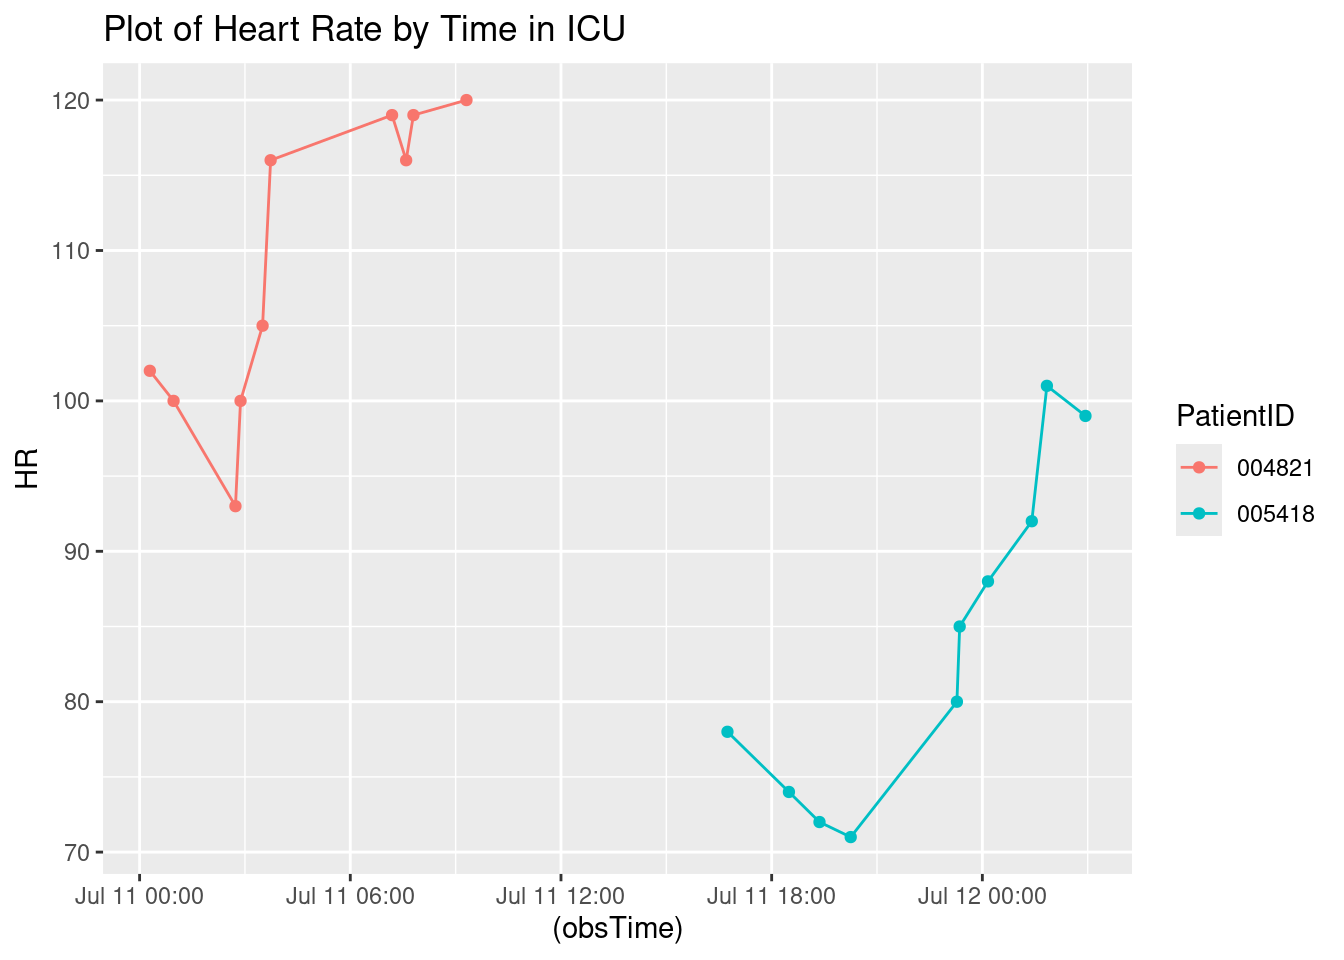 Plot of Heart Rate by Time in ICU
120
110
100
90
80
70
HR
Jul 11 00:00
Jul 11 06:00
Jul 11 12:00
Jul 11 18:00
Jul 12 00:00
(obsTime)
PatientID
004821
005418